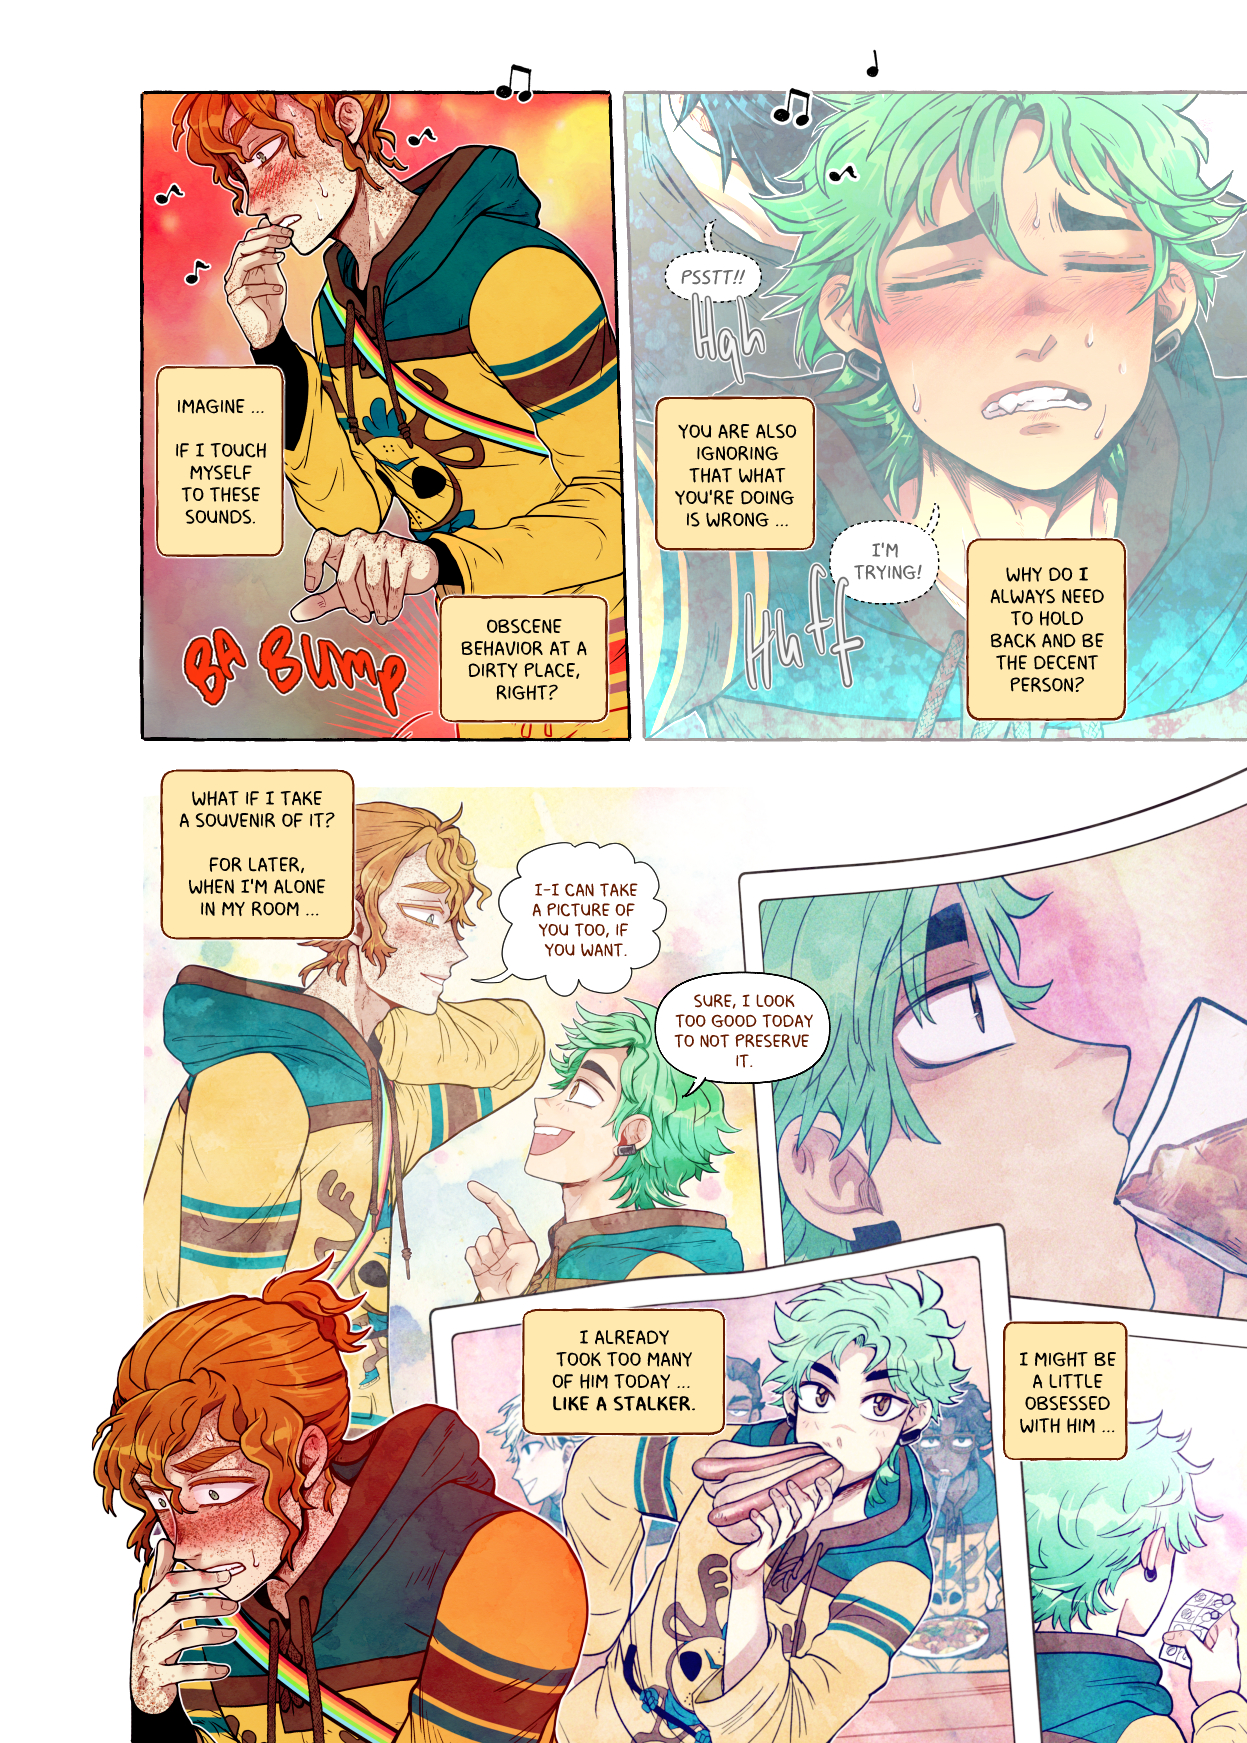 IMAGINE ...
IF I TOUCH
MYSELF
TO THESE
SOUNDS.
BA BUMP
OBSCENE
BEHAVIOR AT A
DIRTY PLACE,
RIGHT?
PSSTT!!
Hgh
YOU ARE ALSO
IGNORING
THAT WHAT
YOU'RE DOING
IS WRONG ...
I'M
TRYING!
Huff
WHY DO I
ALWAYS NEED
TO HOLD
BACK AND BE
THE DECENT
PERSON?
WHAT IF I TAKE
A SOUVENIR OF IT?
FOR LATER,
WHEN I'M ALONE
IN MY ROOM ...
I-I CAN TAKE
A PICTURE OF
YOU TOO, IF
YOU WANT.
SURE, I LOOK
TOO GOOD TODAY
TO NOT PRESERVE
IT.
I ALREADY
TOOK TOO MANY
OF HIM TODAY ...
LIKE A STALKER.
I MIGHT BE
A LITTLE
OBSESSED
WITH HIM ...